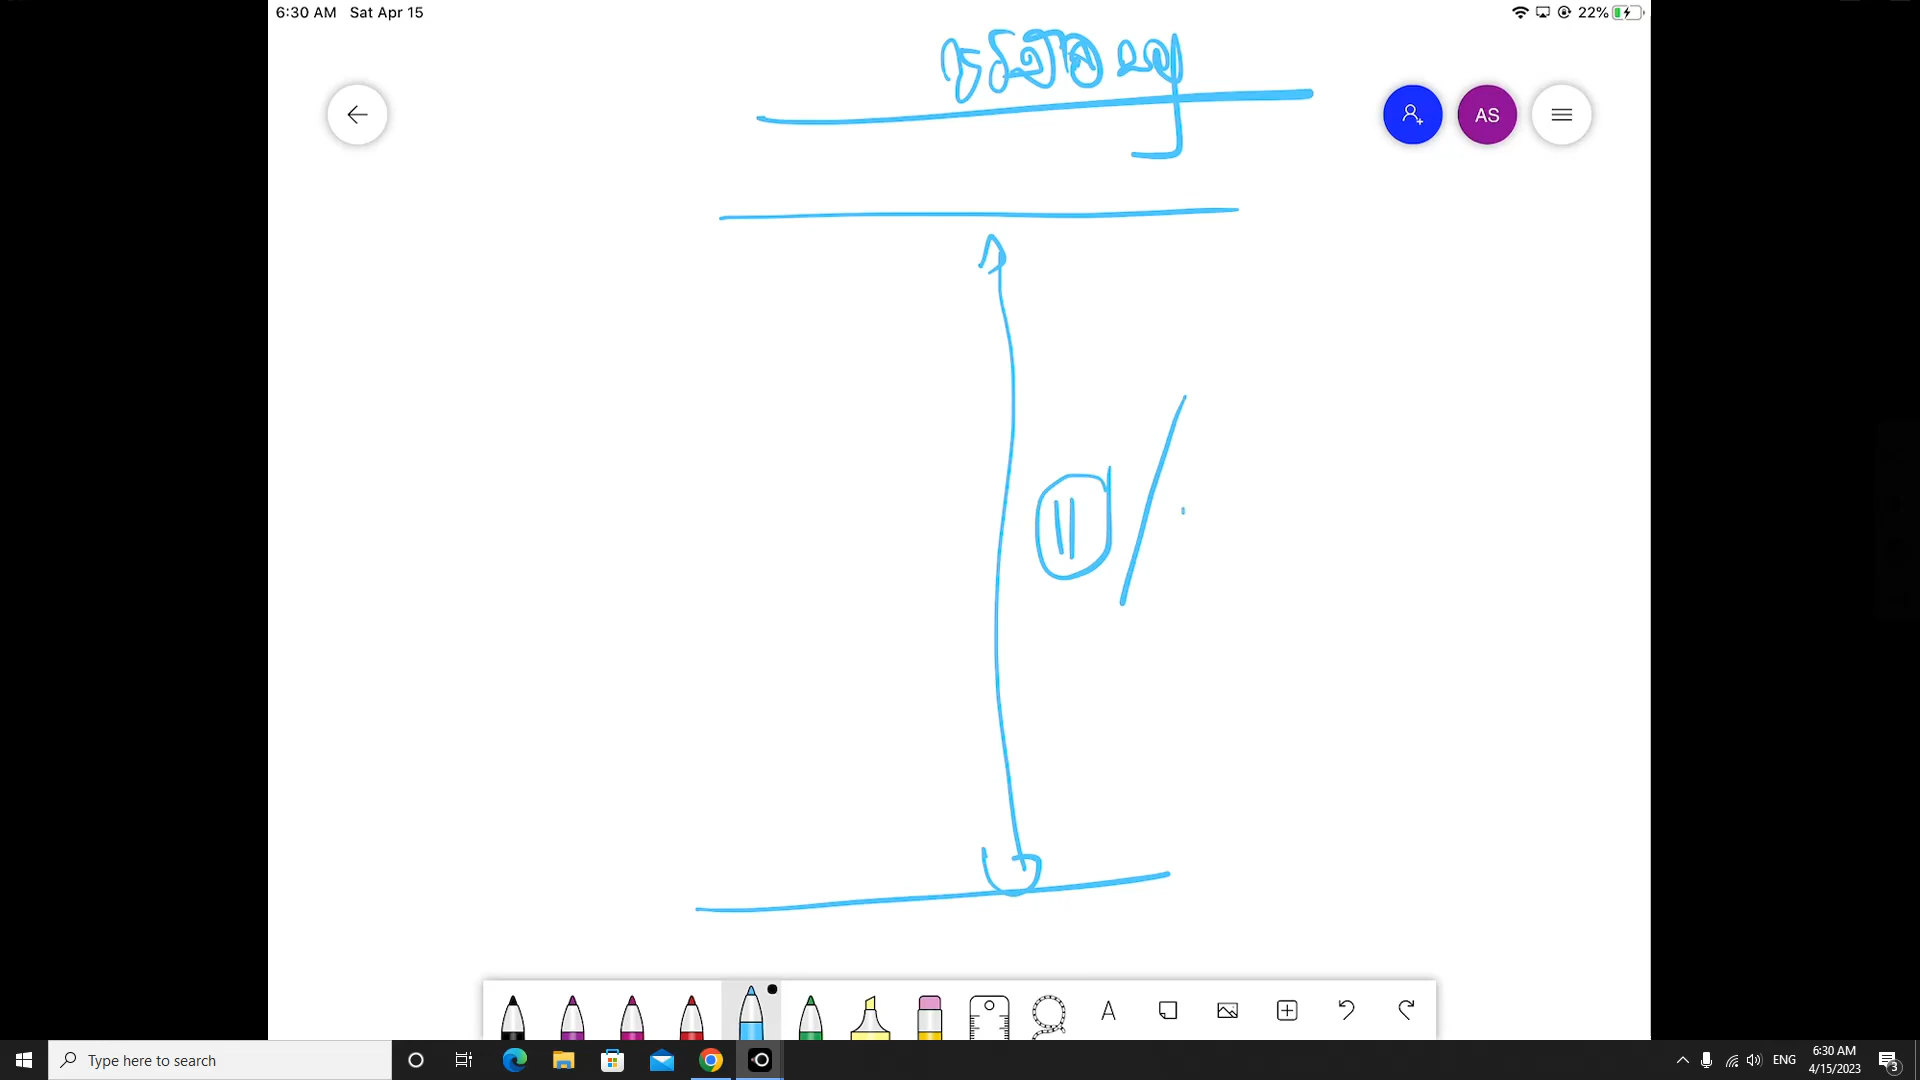 6:30 AM Sat Apr 15
22%
AS
11
A
Type here to search
ENG
6:30 AM
4/15/2023
3